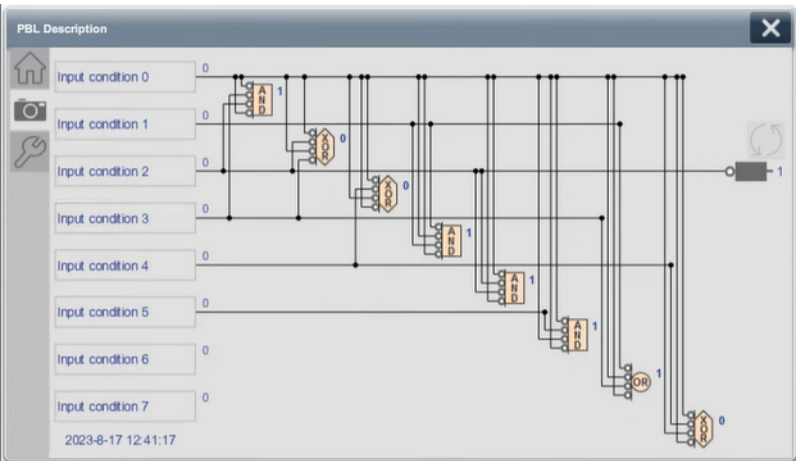 PBL Description
Input condition 0 0
AND 1
Input condition 1 0
XOR 0
Input condition 2 0
XOR 0
1
Input condition 3 0
AND 1
Input condition 4 0
AND 1
Input condition 5 0
AND 1
Input condition 6 0
OR 1
Input condition 7 0
XOR 0
2023-8-17 12:41:17